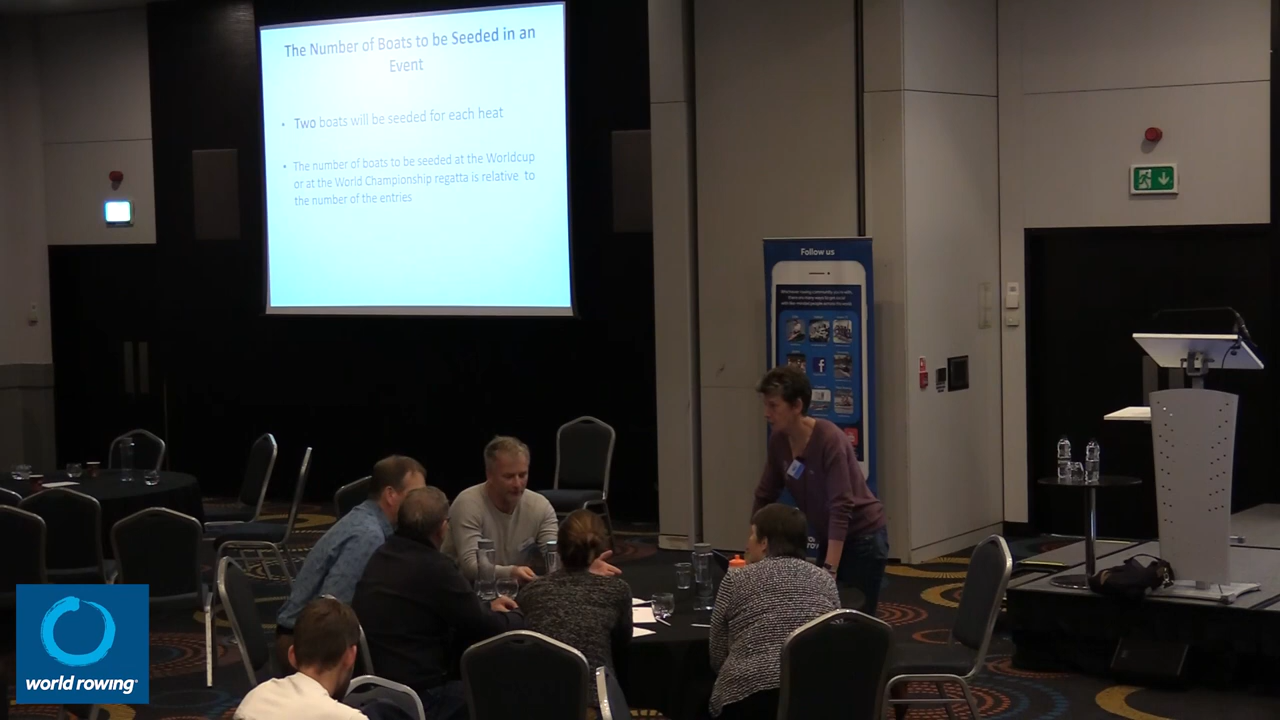 The Number of Boats to be Seeded in an
Event
• Two boats will be seeded for each heat
• The number of boats to be seeded at the Worldcup
or at the World Championship regatta is relative to
the number of the entries
Follow us
f
world rowing